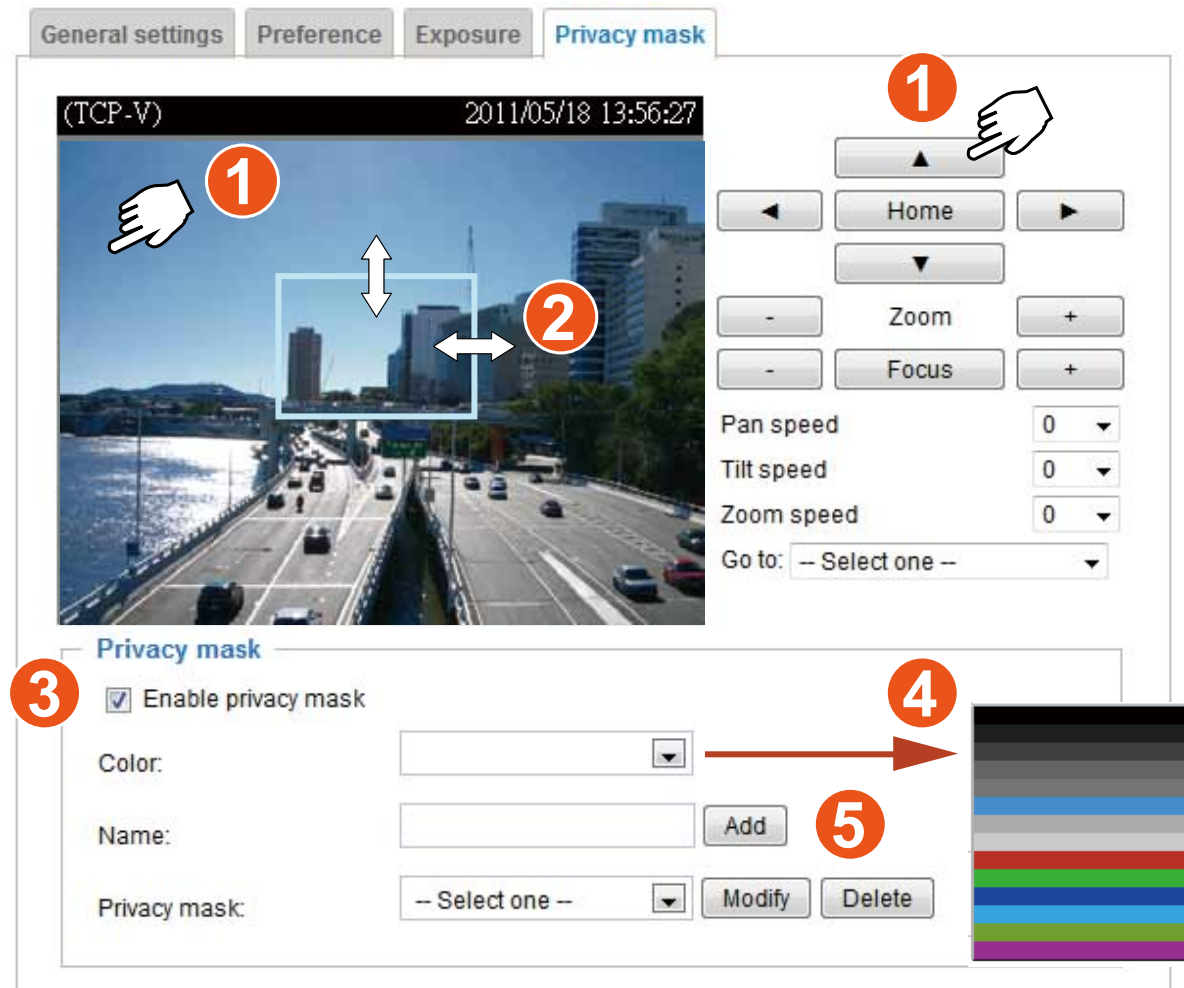 General settings Preference Exposure Privacy mask
(TCP-V) 2011/05/18 13:56:27
1
1
▲
◄ Home ►
▼
2
- Zoom +
- Focus +
Pan speed 0
Tilt speed 0
Zoom speed 0
Go to: -- Select one --
Privacy mask
3 Enable privacy mask
4
Color:
Name: Add 5
Privacy mask: -- Select one -- Modify Delete